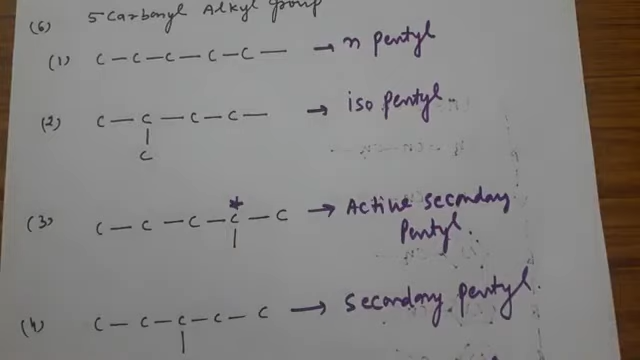 (6) 5 Carbonyl Alkyl group
(1) C — C — C — C — C — → n pentyl
(2) C — C — C — C — → iso pentyl
|
C
*
(3) C — C — C — C — C → Active secondary
| Pentyl.
(4) C — C — C — C — C → Secondary pentyl.
|